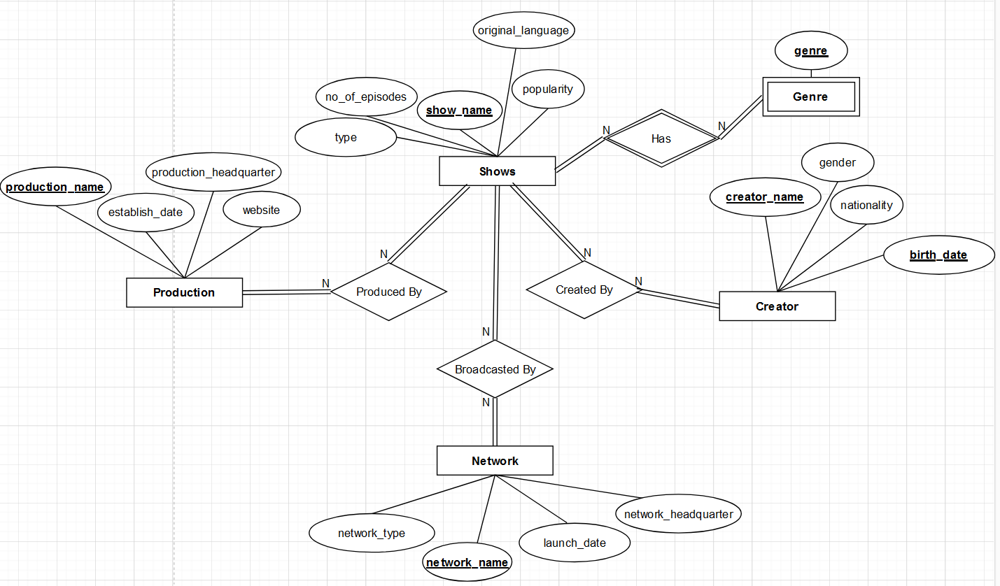 original_language
genre
popularity
no_of_episodes
show_name
Genre
type
N
N
Has
gender
Shows
production_headquarter
production_name
creator_name
nationality
establish_date
website
N
N
birth_date
N
N
Production
Produced By
Created By
Creator
N
Broadcasted By
N
Network
network_headquarter
network_type
launch_date
network_name